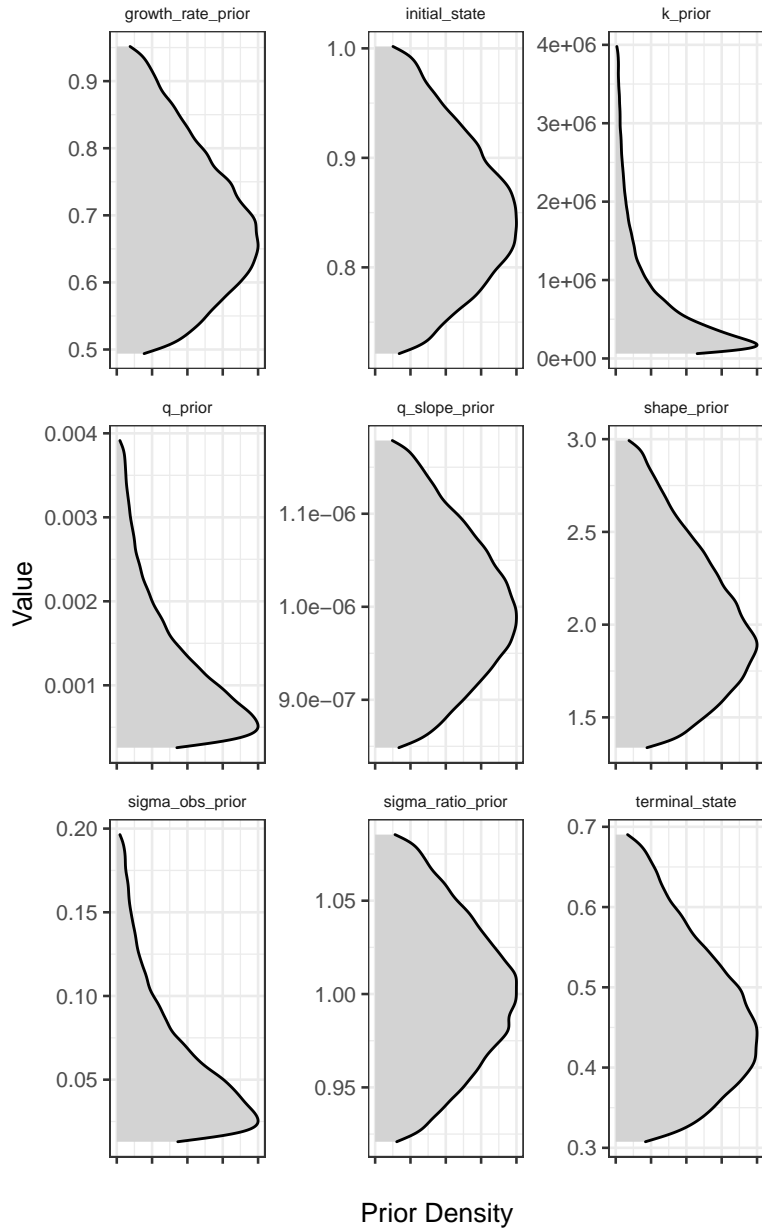 growth_rate_prior
0.9
0.8
0.7
0.6
0.5
initial_state
1.0
0.9
0.8
k_prior
4e+06
3e+06
2e+06
1e+06
0e+00
q_prior
0.004
0.003
0.002
0.001
q_slope_prior
1.1e−06
1.0e−06
9.0e−07
shape_prior
3.0
2.5
2.0
1.5
sigma_obs_prior
0.20
0.15
0.10
0.05
sigma_ratio_prior
1.05
1.00
0.95
terminal_state
0.7
0.6
0.5
0.4
0.3
Value
Prior Density